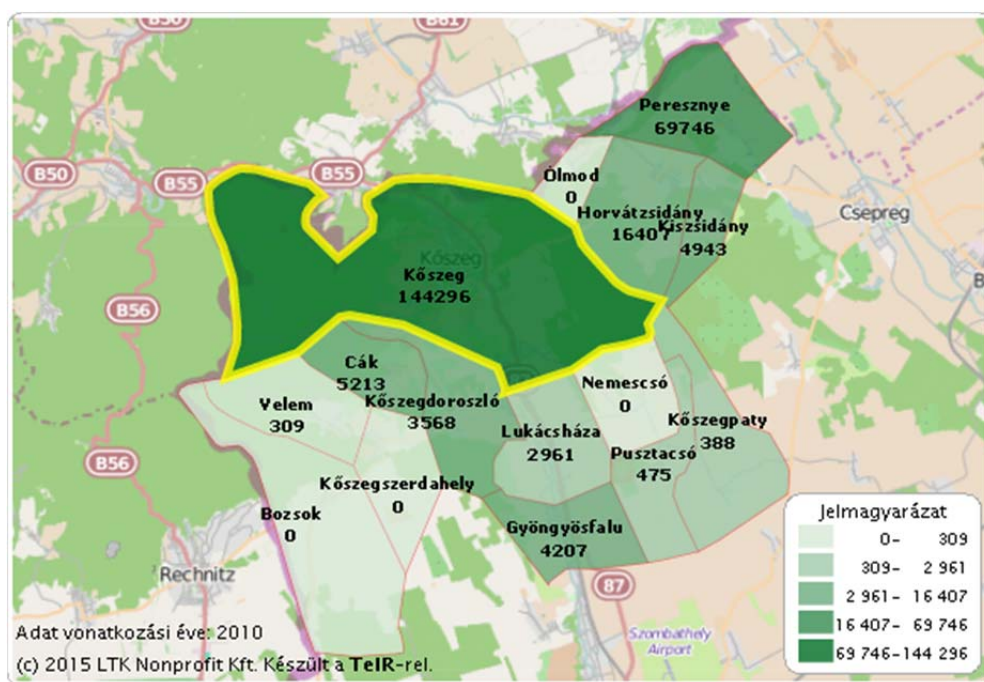 B50
B61
Peresznye
69746
B50
B55
B55
Ólmod
0
Horvátzsidány
16407
Kiszsidány
4943
Csepreg
Kőszeg
Kőszeg
144296
B56
Cák
5213
Nemescsó
0
Velem
309
Kőszegdoroszló
3568
Kőszegpaty
388
Lukácsháza
2961
Pusztacsó
475
B56
Kőszegszerdahely
0
Bozsok
0
Gyöngyösfalu
4207
Rechnitz
87
Szombathely
Airport
Jelmagyarázat
0- 309
309- 2 961
2 961- 16 407
16 407- 69 746
69 746-144 296
Adat vonatkozási éve: 2010
(c) 2015 LTK Nonprofit Kft. Készült a TeIR-rel.